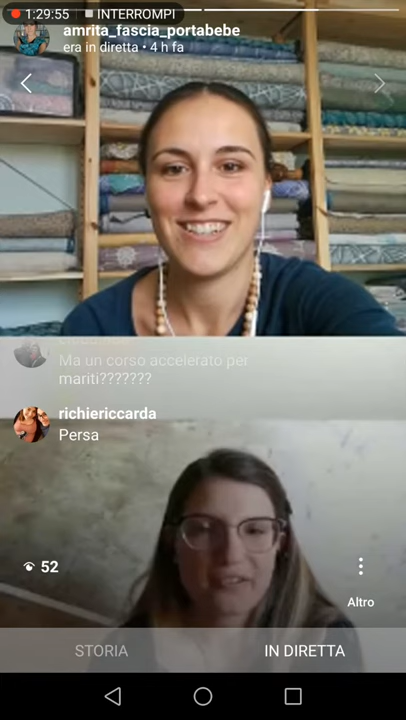 1:29:55 INTERROMPI
amrita_fascia_portabebe
era in diretta • 4 h fa
Ma un corso accelerato per
mariti???????
richiericcarda
Persa
52
Altro
STORIA IN DIRETTA